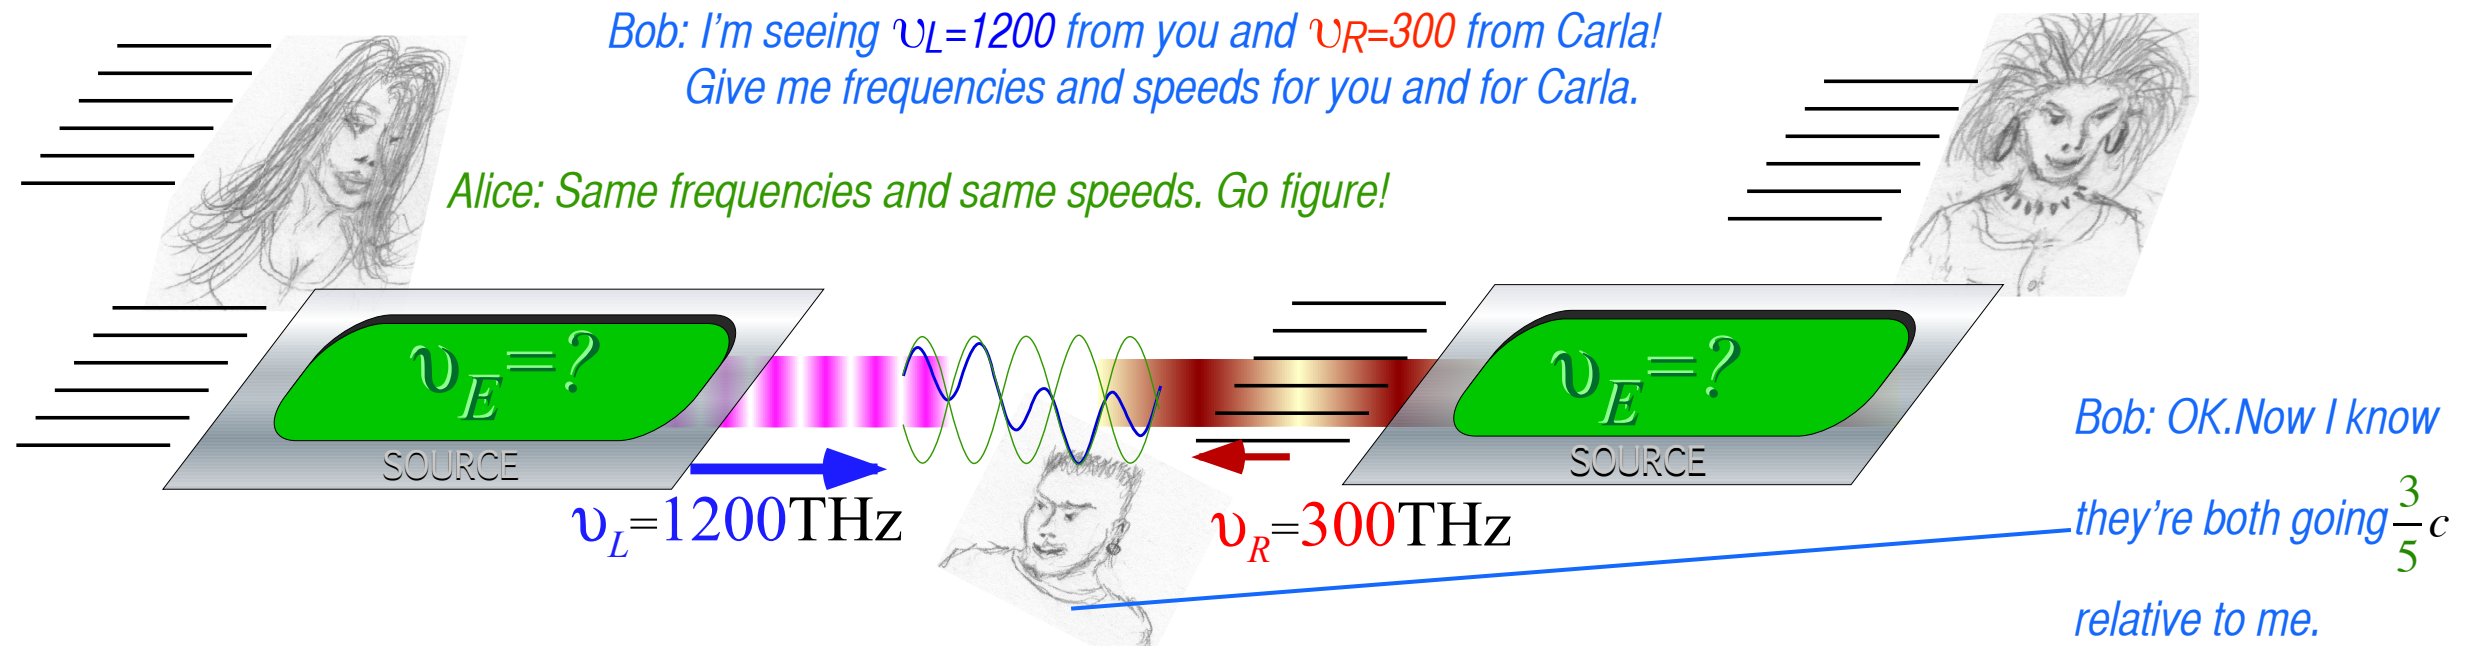 Bob: I'm seeing υL=1200 from you and υR=300 from Carla!
Give me frequencies and speeds for you and for Carla.
Alice: Same frequencies and same speeds. Go figure!
υE=?
SOURCE
υE=?
SOURCE
υL=1200THz
υR=300THz
Bob: OK.Now I know
they're both going 3/5 c
relative to me.